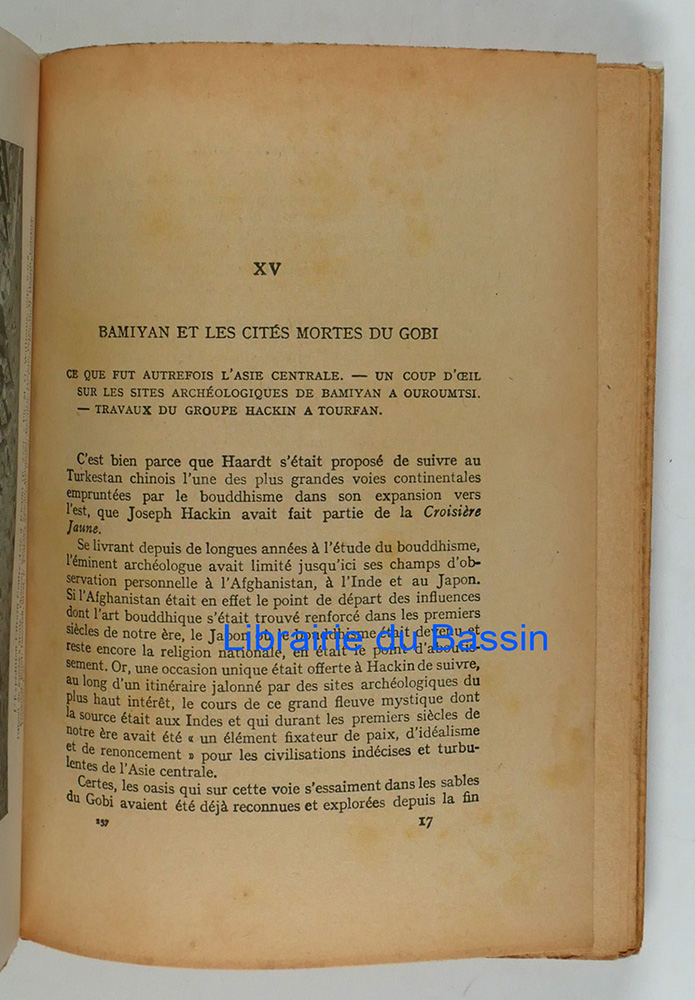 XV
BAMIYAN ET LES CITÉS MORTES DU GOBI
CE QUE FUT AUTREFOIS L'ASIE CENTRALE. — UN COUP D'ŒIL
SUR LES SITES ARCHÉOLOGIQUES DE BAMIYAN A OUROUMTSI.
— TRAVAUX DU GROUPE HACKIN A TOURFAN.
C'est bien parce que Haardt s'était proposé de suivre au
Turkestan chinois l'une des plus grandes voies continentales
empruntées par le bouddhisme dans son expansion vers
l'est, que Joseph Hackin avait fait partie de la Croisière
Jaune.
Se livrant depuis de longues années à l'étude du bouddhisme,
l'éminent archéologue avait limité jusqu'ici ses champs d'ob-
servation personnelle à l'Afghanistan, à l'Inde et au Japon.
Si l'Afghanistan était en effet le point de départ des influences
dont l'art bouddhique s'était trouvé renforcé dans les premiers
siècles de notre ère, le Japon où le bouddhisme était devenu et
reste encore la religion nationale, en était le point d'aboutis-
sement. Or, une occasion unique était offerte à Hackin de suivre,
au long d'un itinéraire jalonné par des sites archéologiques du
plus haut intérêt, le cours de ce grand fleuve mystique dont
la source était aux Indes et qui durant les premiers siècles de
notre ère avait été « un élément fixateur de paix, d'idéalisme
et de renoncement » pour les civilisations indécises et turbu-
lentes de l'Asie centrale.
Certes, les oasis qui sur cette voie s'essaiment dans les sables
du Gobi avaient été déjà reconnues et explorées depuis la fin
257 17
Librairie du Bassin